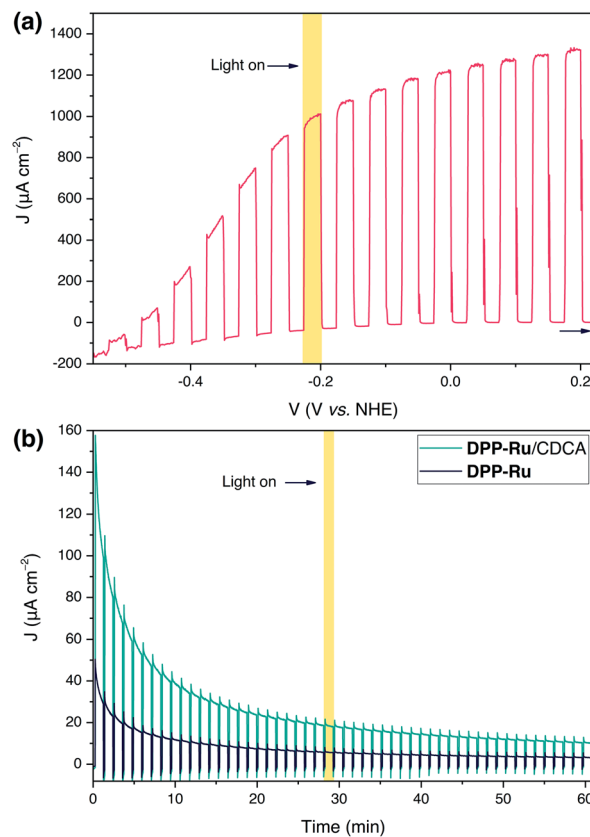 (a)
1400
1200
1000
800
600
400
200
0
-200
J (µA cm⁻²)
Light on
-0.4
-0.2
0.0
0.2
V (V vs. NHE)
(b)
160
140
120
100
80
60
40
20
0
J (µA cm⁻²)
DPP-Ru/CDCA
DPP-Ru
Light on
0
10
20
30
40
50
60
Time (min)